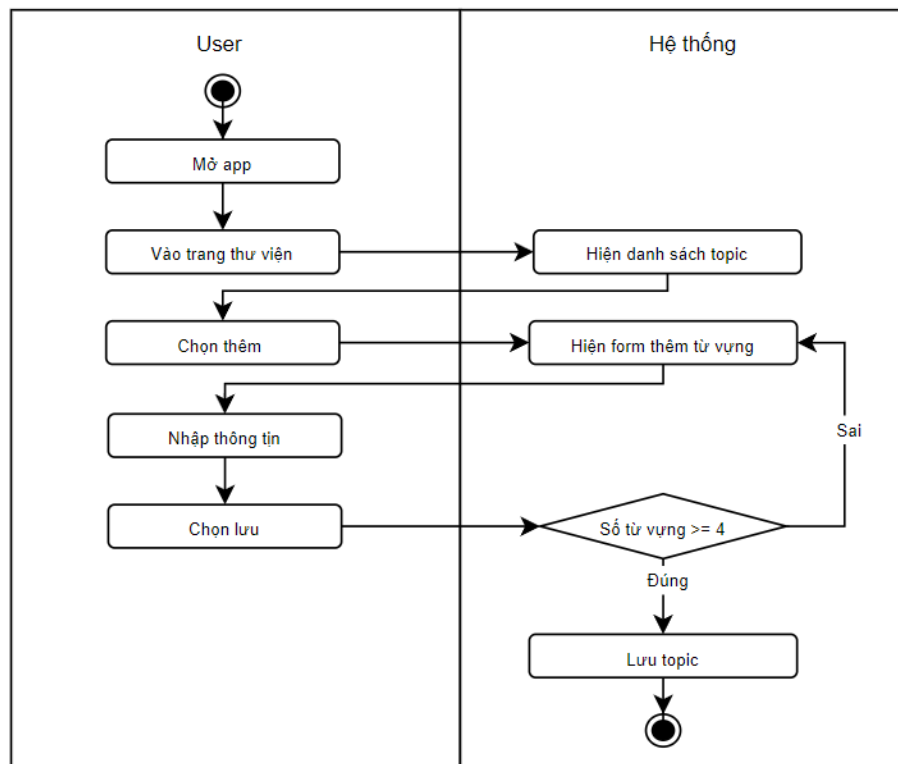 User
Hệ thống
Mở app
Vào trang thư viện
Hiện danh sách topic
Chọn thêm
Hiện form thêm từ vựng
Nhập thông tịn
Sai
Chọn lưu
Số từ vựng >= 4
Đúng
Lưu topic